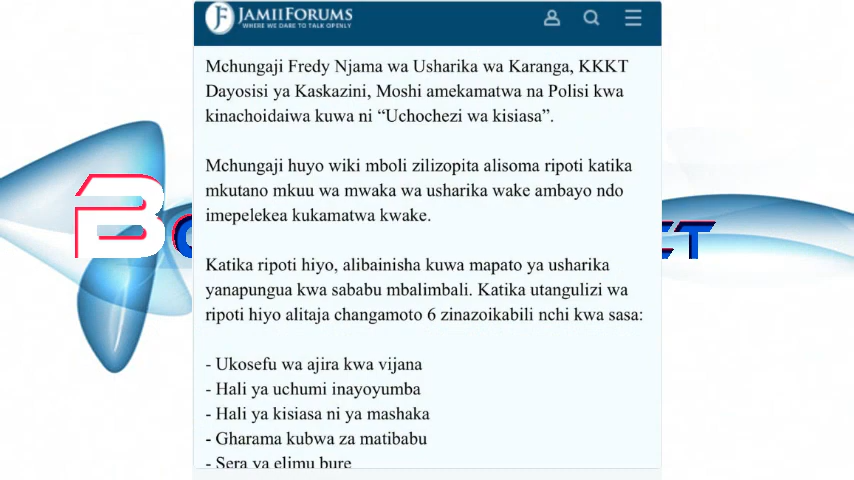 JAMIIFORUMS
WHERE WE DARE TO TALK OPENLY
Mchungaji Fredy Njama wa Usharika wa Karanga, KKKT
Dayosisi ya Kaskazini, Moshi amekamatwa na Polisi kwa
kinachoidaiwa kuwa ni “Uchochezi wa kisiasa”.
Mchungaji huyo wiki mboli zilizopita alisoma ripoti katika
mkutano mkuu wa mwaka wa usharika wake ambayo ndo
imepelekea kukamatwa kwake.
Katika ripoti hiyo, alibainisha kuwa mapato ya usharika
yanapungua kwa sababu mbalimbali. Katika utangulizi wa
ripoti hiyo alitaja changamoto 6 zinazoikabili nchi kwa sasa:
- Ukosefu wa ajira kwa vijana
- Hali ya uchumi inayoyumba
- Hali ya kisiasa ni ya mashaka
- Gharama kubwa za matibabu
- Sera ya elimu bure